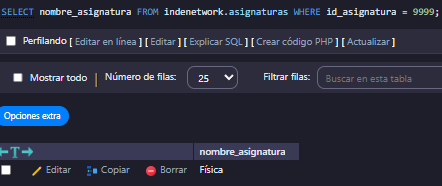 SELECT nombre_asignatura FROM indenetwork.asignaturas WHERE id_asignatura = 9999;
Perfilando [ Editar en línea ] [ Editar ] [ Explicar SQL ] [ Crear código PHP ] [ Actualizar ]
Mostrar todo | Número de filas: 25 Filtrar filas: Buscar en esta tabla
Opciones extra
←T→ nombre_asignatura
Editar Copiar Borrar Física